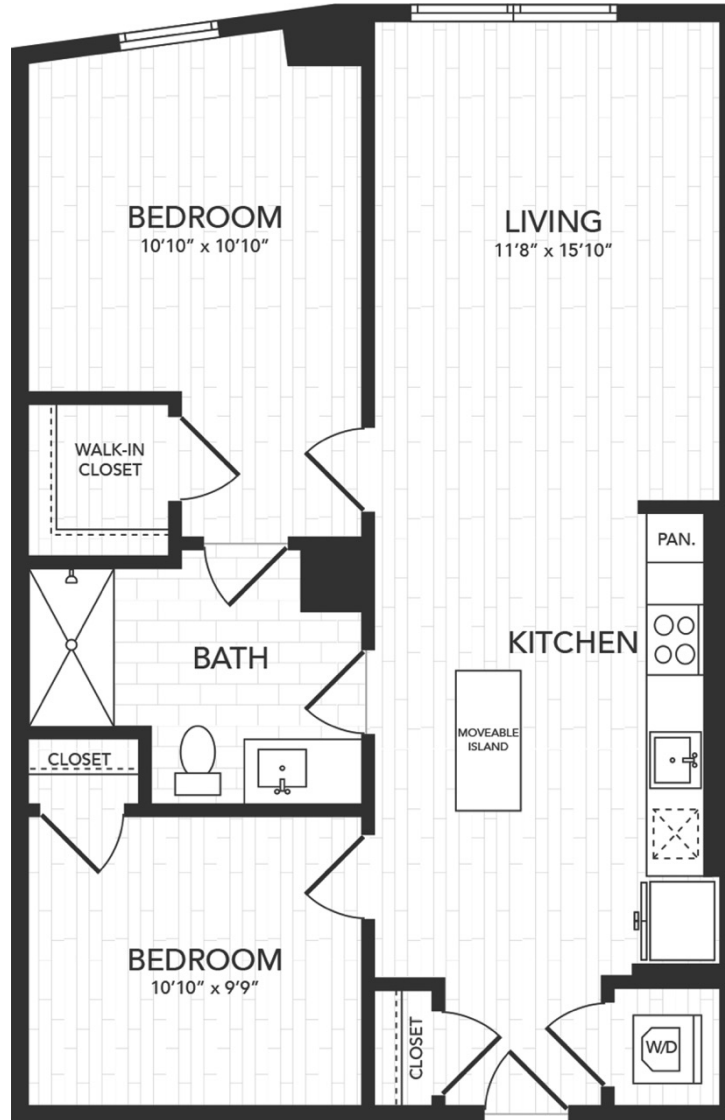 BEDROOM
10'10" x 10'10"
LIVING
11'8" x 15'10"
WALK-IN
CLOSET
PAN.
BATH
KITCHEN
MOVEABLE
ISLAND
CLOSET
BEDROOM
10'10" x 9'9"
CLOSET
W/D